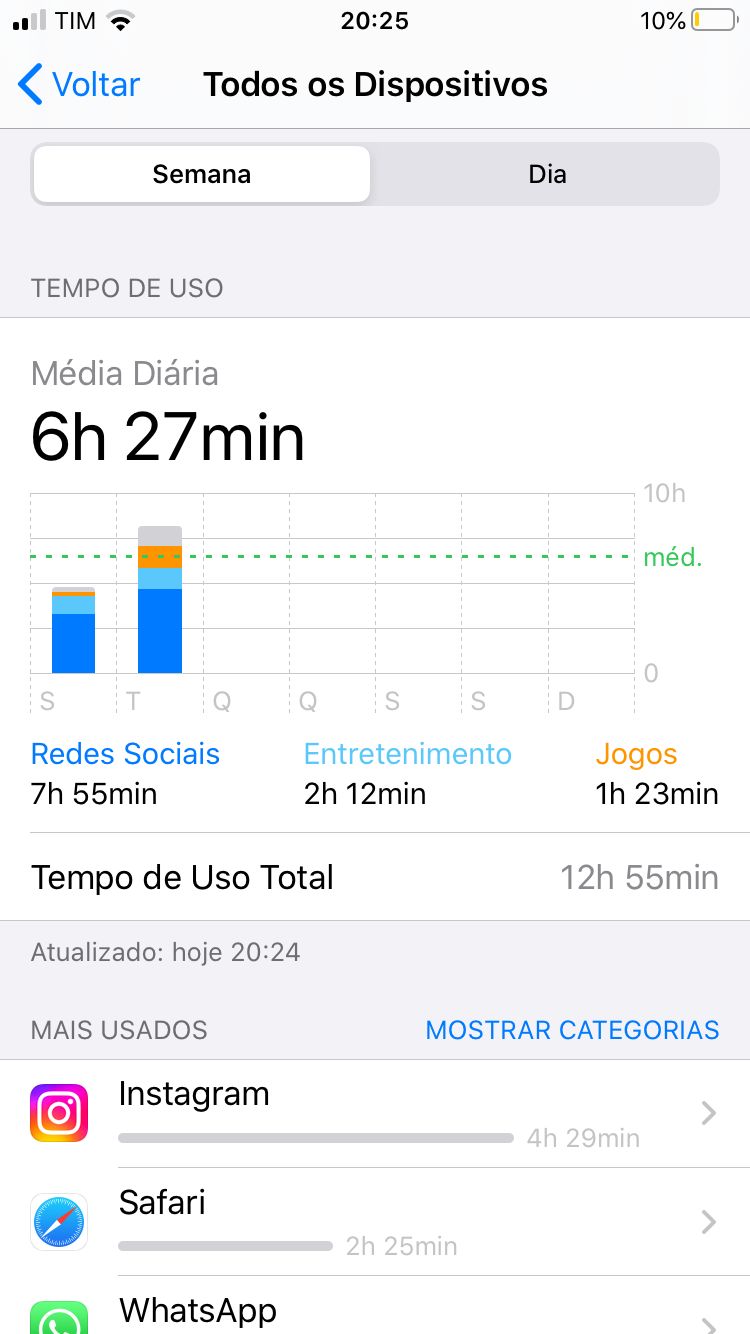 TIM 20:25 10%
Voltar Todos os Dispositivos
Semana Dia
TEMPO DE USO
Média Diária
6h 27min
10h
méd.
0
S T Q Q S S D
Redes Sociais Entretenimento Jogos
7h 55min 2h 12min 1h 23min
Tempo de Uso Total 12h 55min
Atualizado: hoje 20:24
MAIS USADOS MOSTRAR CATEGORIAS
Instagram
4h 29min
Safari
2h 25min
WhatsApp